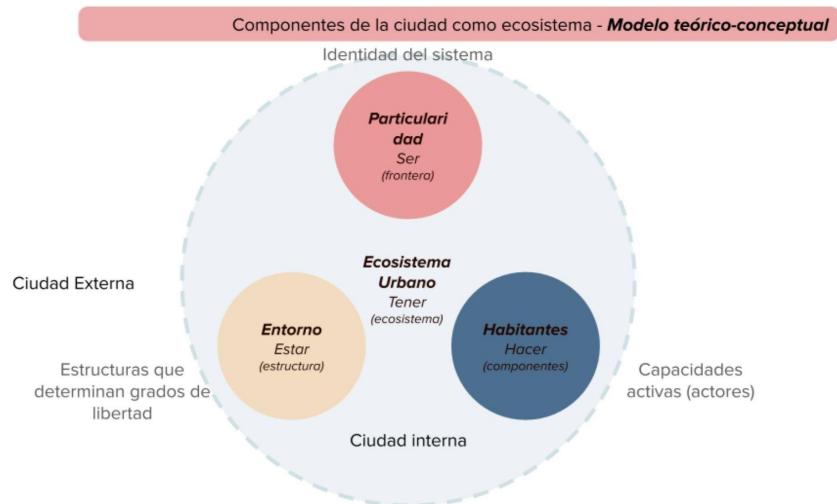 Componentes de la ciudad como ecosistema - Modelo teórico-conceptual
Identidad del sistema
Particulari
dad
Ser
(frontera)
Ecosistema
Urbano
Tener
(ecosistema)
Ciudad Externa
Entorno
Estar
(estructura)
Habitantes
Hacer
(componentes)
Estructuras que
determinan grados de
libertad
Capacidades
activas (actores)
Ciudad interna